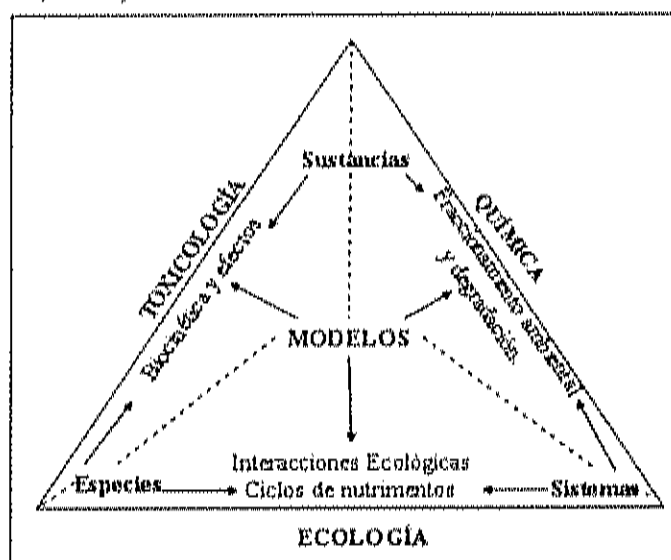 Sustancias
TOXICOLOGÍA
QUÍMICA
Biocinética y efectos
Fraccionamiento ambiental
y degradación
MODELOS
Interacciones Ecológicas
Especies
Ciclos de nutrimentos
Sistemas
ECOLOGÍA